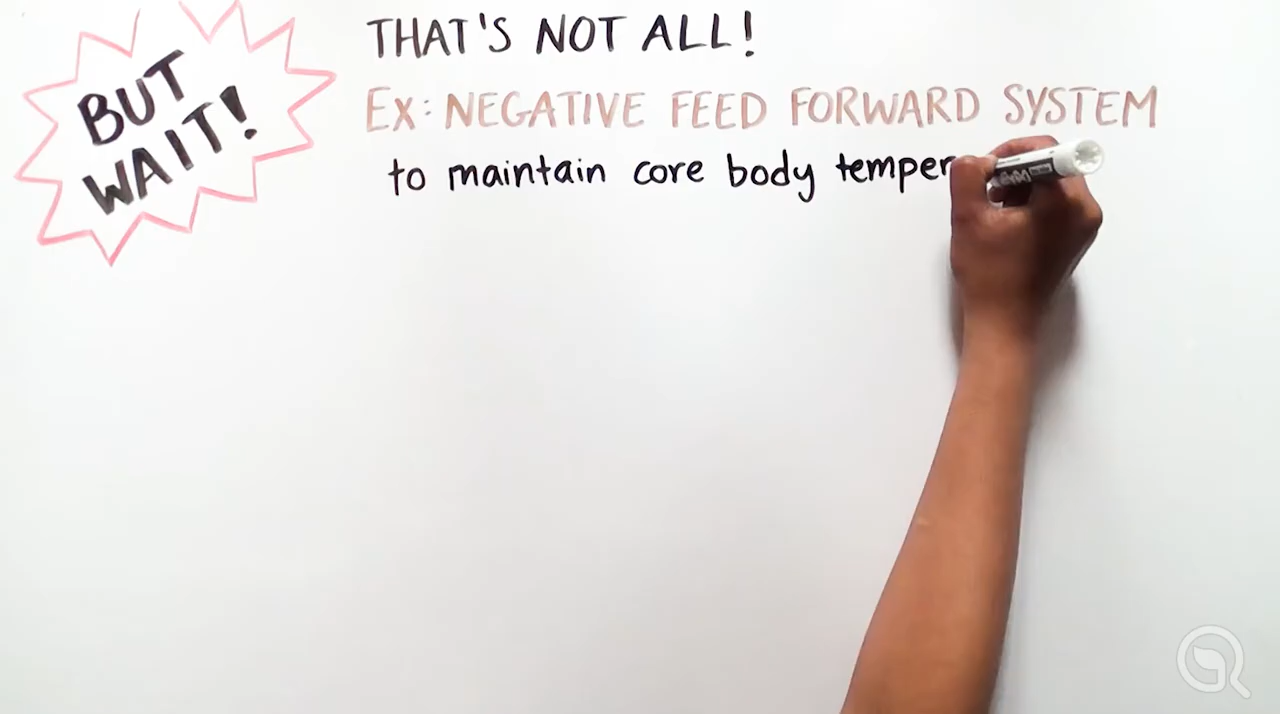 BUT
WAIT!
THAT'S NOT ALL!
EX: NEGATIVE FEED FORWARD SYSTEM
to maintain core body temper